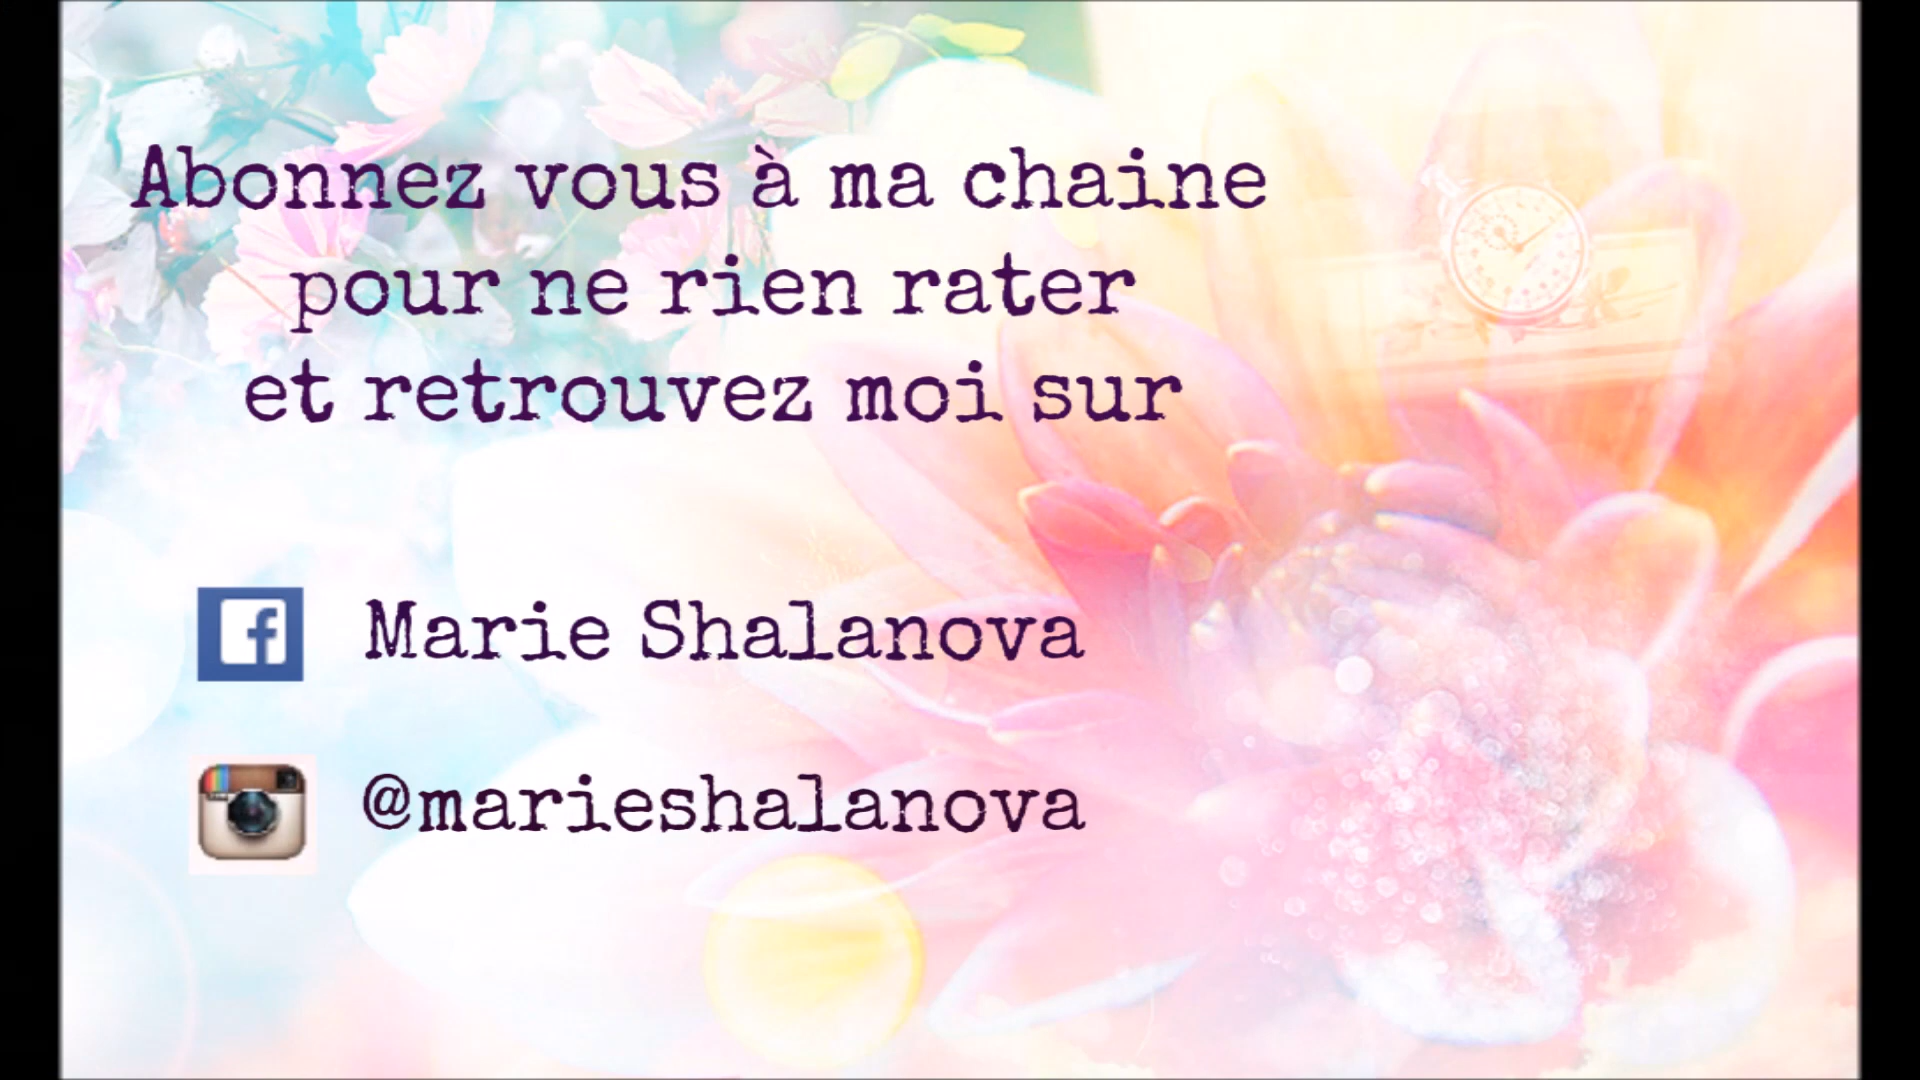 Abonnez vous à ma chaine
pour ne rien rater
et retrouvez moi sur
Marie Shalanova
@marieshalanova